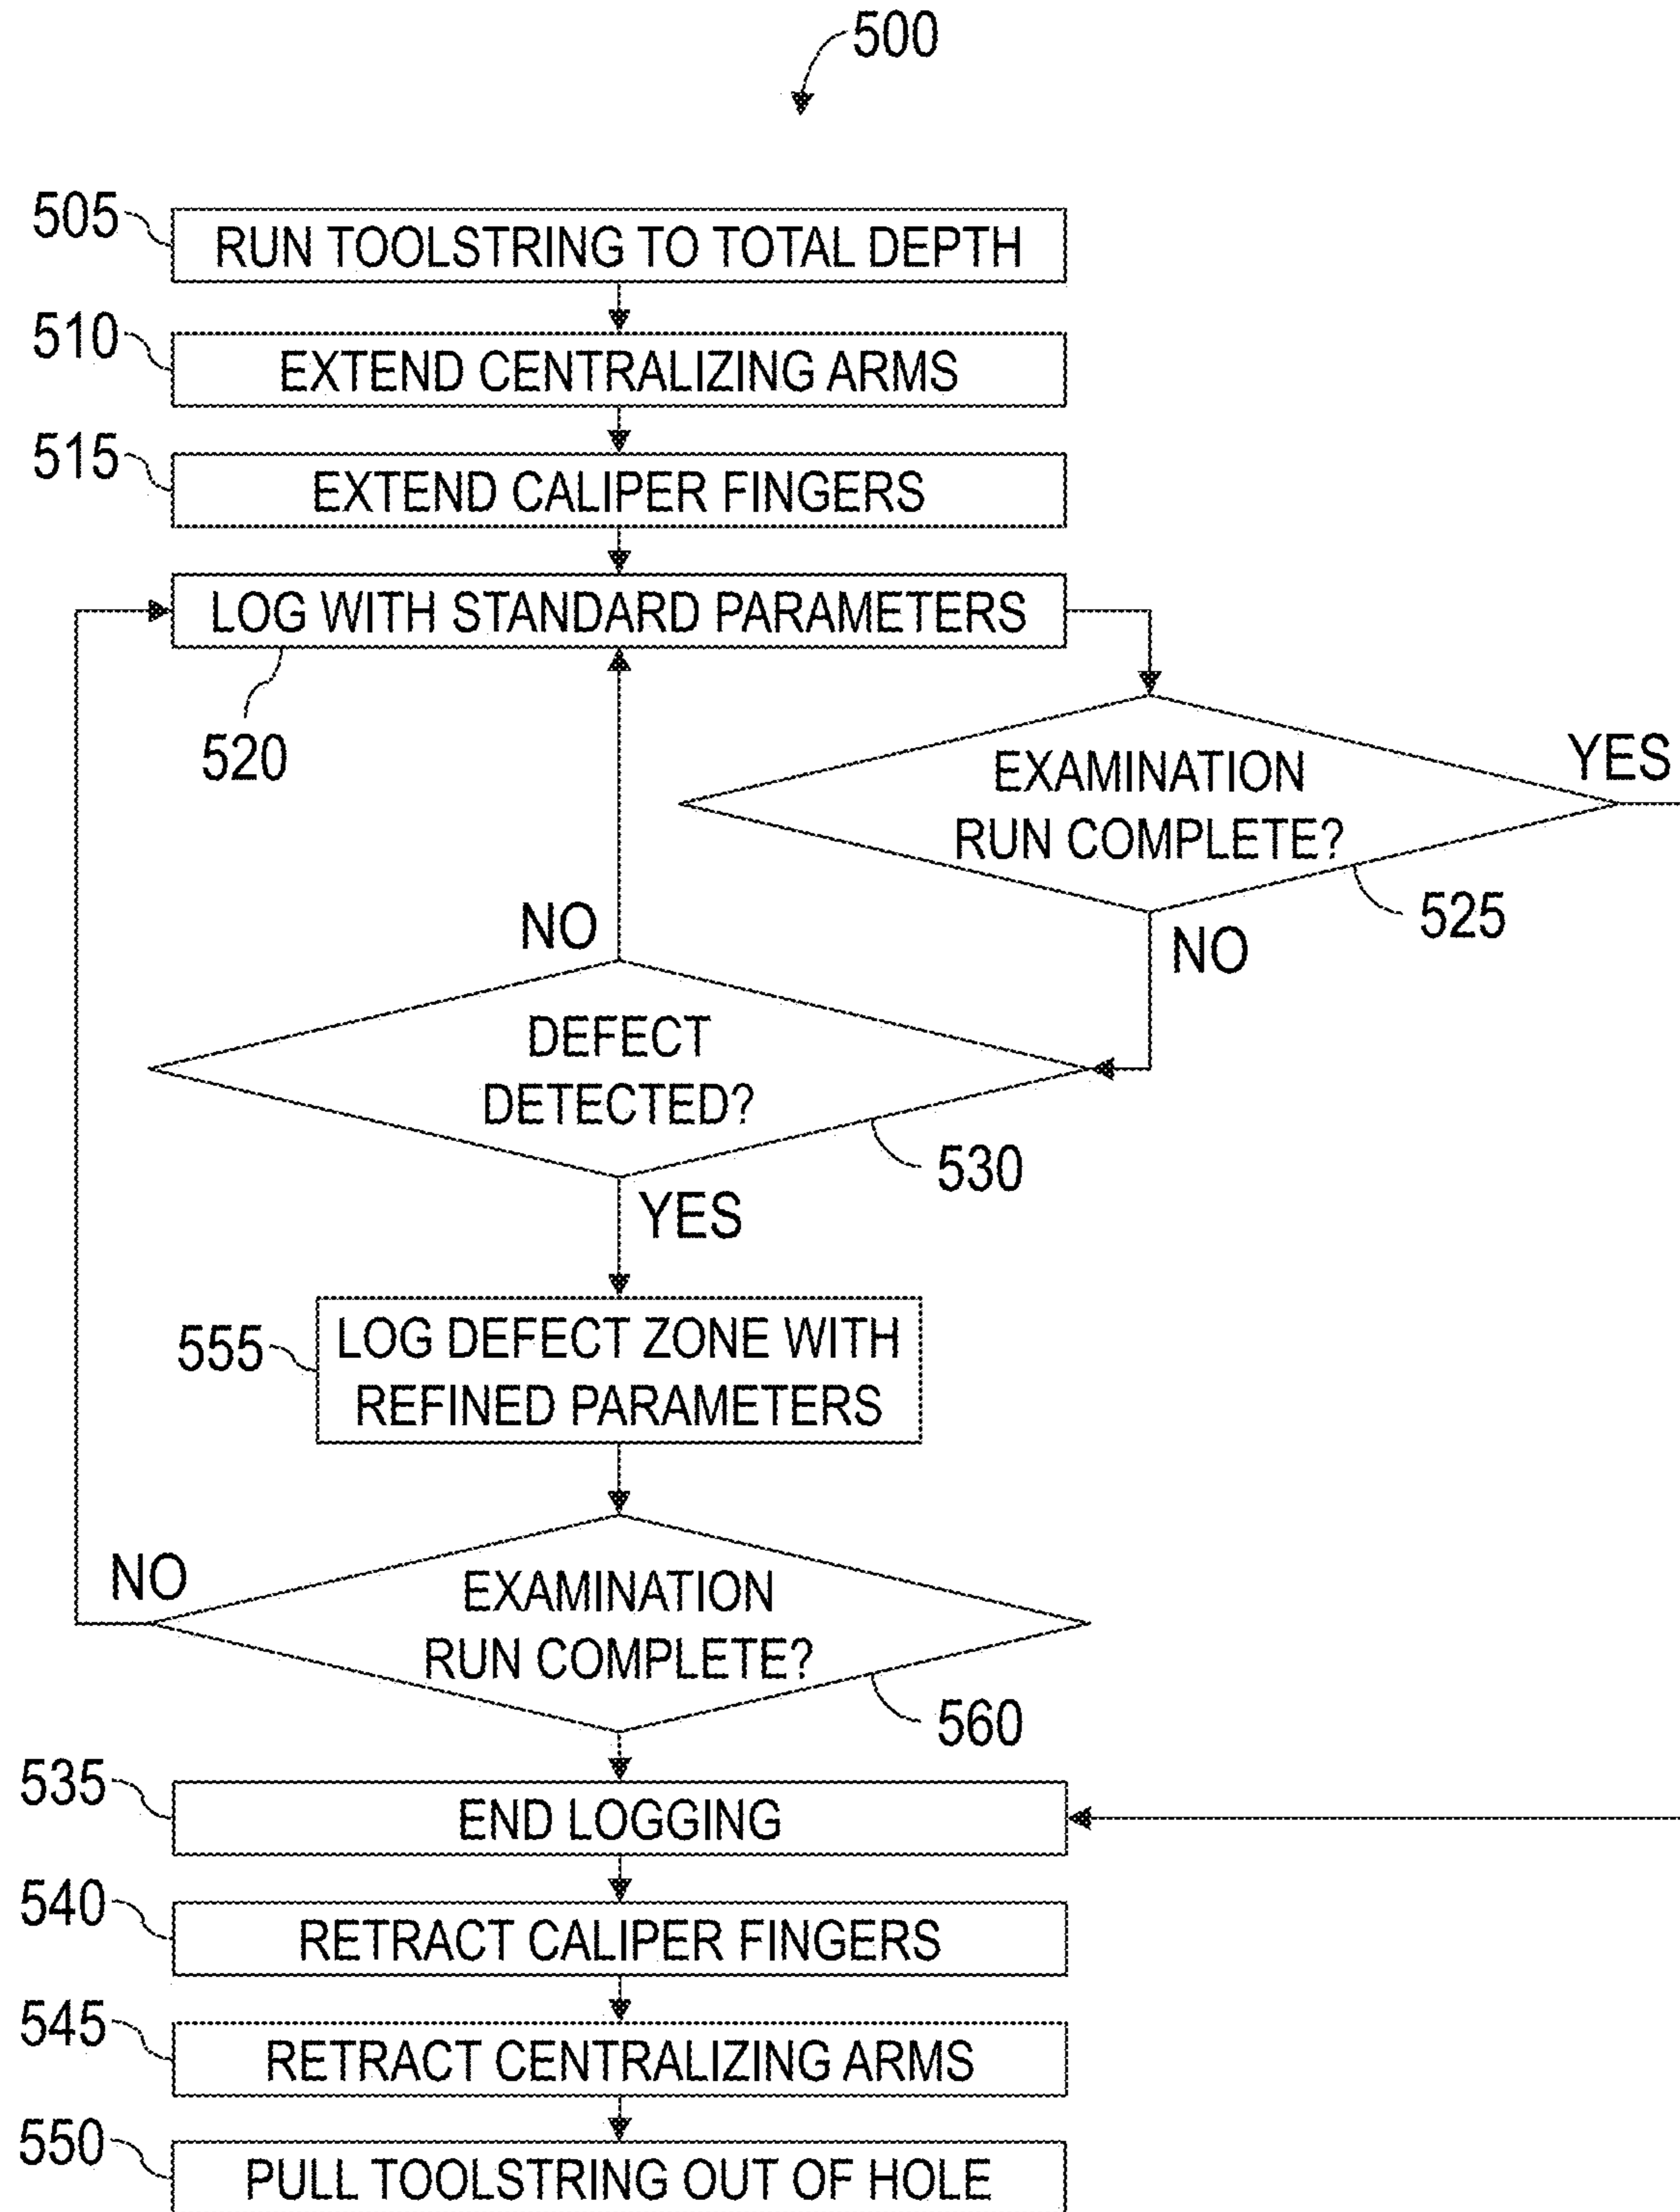 500
505
RUN TOOLSTRING TO TOTAL DEPTH
510
EXTEND CENTRALIZING ARMS
515
EXTEND CALIPER FINGERS
LOG WITH STANDARD PARAMETERS
520
EXAMINATION
RUN COMPLETE?
YES
525
NO
NO
DEFECT
DETECTED?
530
YES
555
LOG DEFECT ZONE WITH
REFINED PARAMETERS
NO
EXAMINATION
RUN COMPLETE?
560
535
END LOGGING
540
RETRACT CALIPER FINGERS
545
RETRACT CENTRALIZING ARMS
550
PULL TOOLSTRING OUT OF HOLE